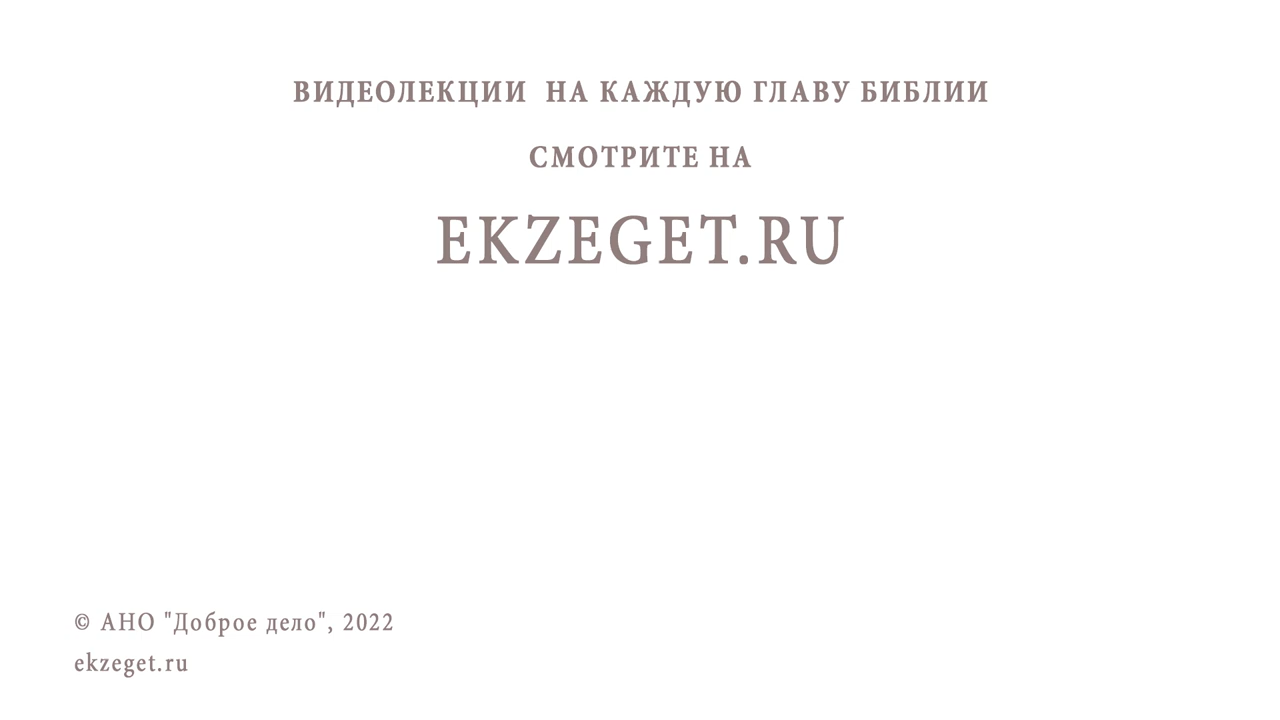 ВИДЕОЛЕКЦИИ НА КАЖДУЮ ГЛАВУ БИБЛИИ
СМОТРИТЕ НА
EKZEGET.RU
© АНО "Доброе дело", 2022
ekzeget.ru